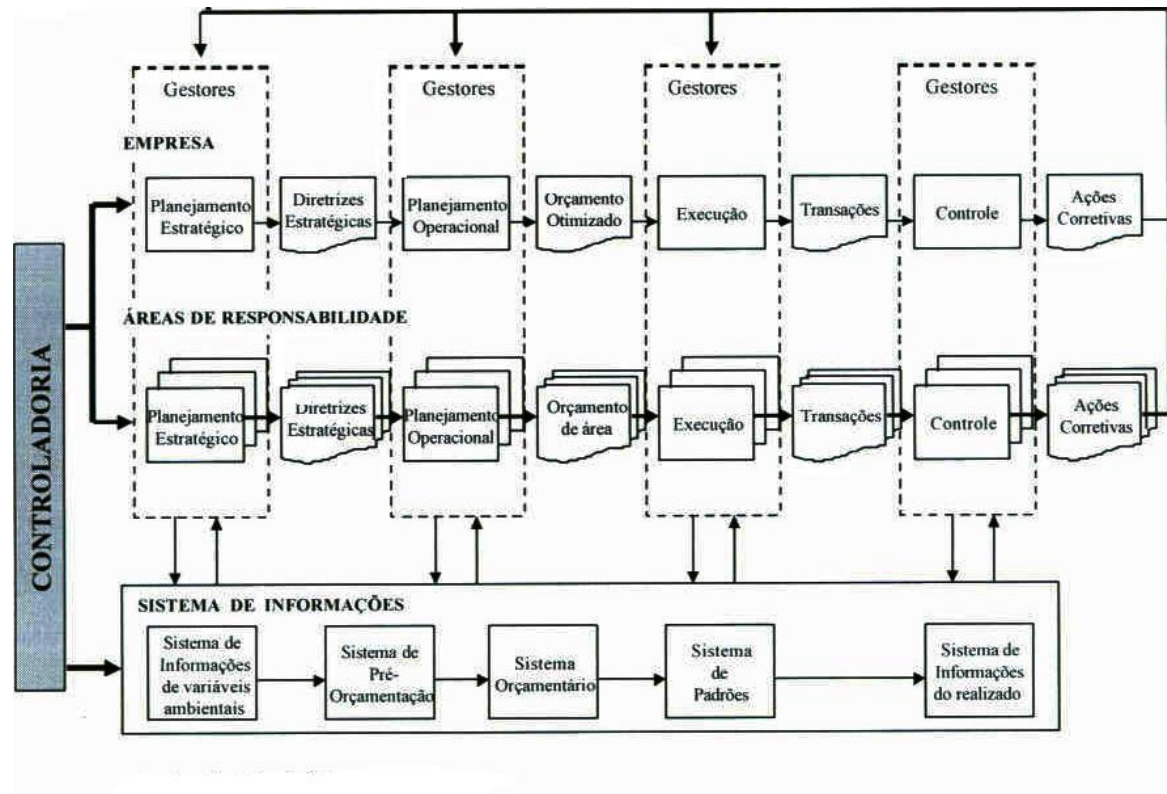 Gestores
Gestores
Gestores
Gestores
EMPRESA
Planejamento
Estratégico
Diretrizes
Estratégicas
Planejamento
Operacional
Orçamento
Otimizado
Execução
Transações
Controle
Ações
Corretivas
ÁREAS DE RESPONSABILIDADE
Planejamento
Estratégico
Diretrizes
Estratégicas
Planejamento
Operacional
Orçamento
de área
Execução
Transações
Controle
Ações
Corretivas
CONTROLADORIA
SISTEMA DE INFORMAÇÕES
Sistema de
Informações
de variáveis
ambientais
Sistema de
Pré-
Orçamentação
Sistema
Orçamentário
Sistema
de
Padrões
Sistema de
Informações
do realizado